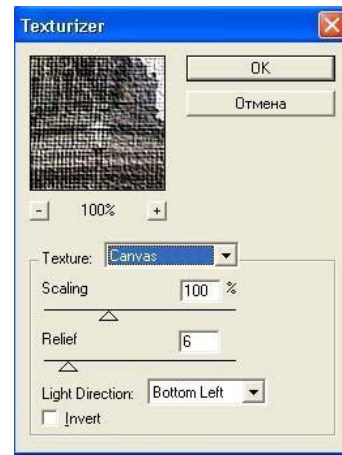 Texturizer
OK
Отмена
- 100% +
Texture: Canvas
Scaling 100 %
Relief 6
Light Direction: Bottom Left
Invert